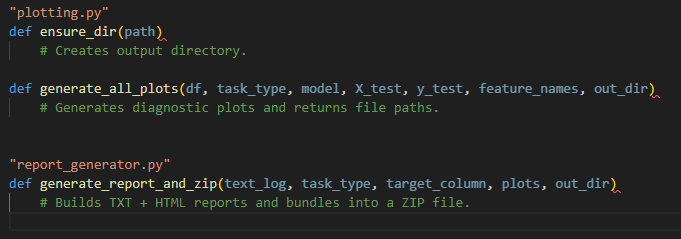 "plotting.py"
def ensure_dir(path)
# Creates output directory.
def generate_all_plots(df, task_type, model, X_test, y_test, feature_names, out_dir)
# Generates diagnostic plots and returns file paths.
"report_generator.py"
def generate_report_and_zip(text_log, task_type, target_column, plots, out_dir)
# Builds TXT + HTML reports and bundles into a ZIP file.